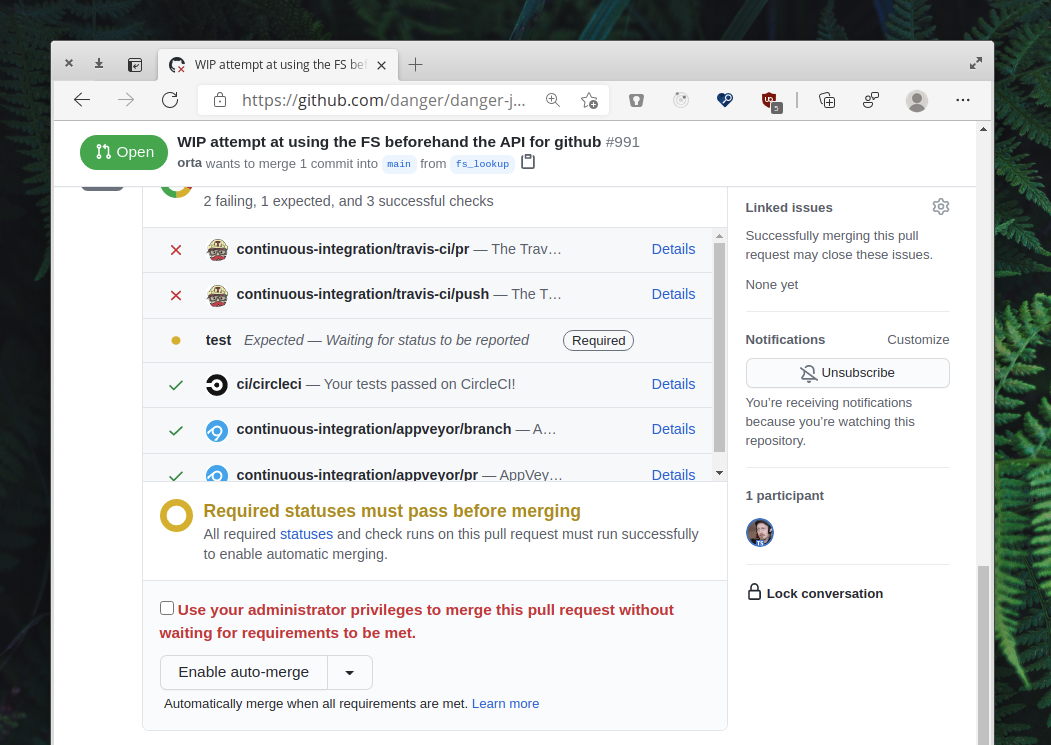 WIP attempt at using the FS bef
https://github.com/danger/danger-j...
5
Open
WIP attempt at using the FS beforehand the API for github #991
orta wants to merge 1 commit into main from fs_lookup
2 failing, 1 expected, and 3 successful checks
continuous-integration/travis-ci/pr — The Trav… Details
continuous-integration/travis-ci/push — The T… Details
test Expected — Waiting for status to be reported Required
ci/circleci — Your tests passed on CircleCI! Details
continuous-integration/appveyor/branch — A… Details
continuous-integration/appveyor/pr — AppVey… Details
Required statuses must pass before merging
All required statuses and check runs on this pull request must run successfully
to enable automatic merging.
Use your administrator privileges to merge this pull request without
waiting for requirements to be met.
Enable auto-merge
Automatically merge when all requirements are met. Learn more
Linked issues
Successfully merging this pull
request may close these issues.
None yet
Notifications Customize
Unsubscribe
You’re receiving notifications
because you’re watching this
repository.
1 participant
Lock conversation